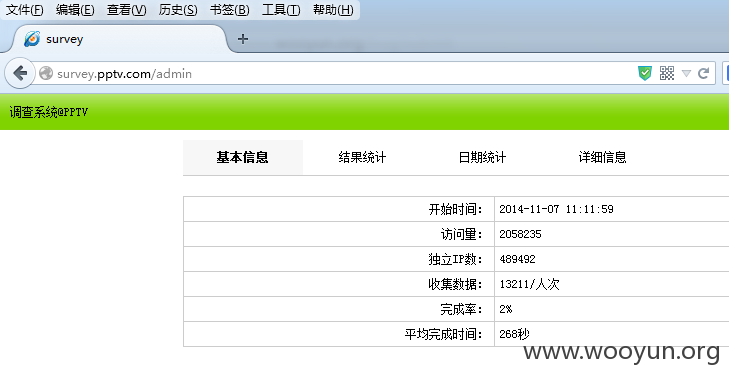 文件(F) 编辑(E) 查看(V) 历史(S) 书签(B) 工具(T) 帮助(H)
survey
survey.pptv.com/admin
调查系统@PPTV
基本信息 结果统计 日期统计 详细信息
开始时间： 2014-11-07 11:11:59
访问量： 2058235
独立IP数： 489492
收集数据： 13211/人次
完成率： 2%
平均完成时间： 268秒
www.wooyun.org